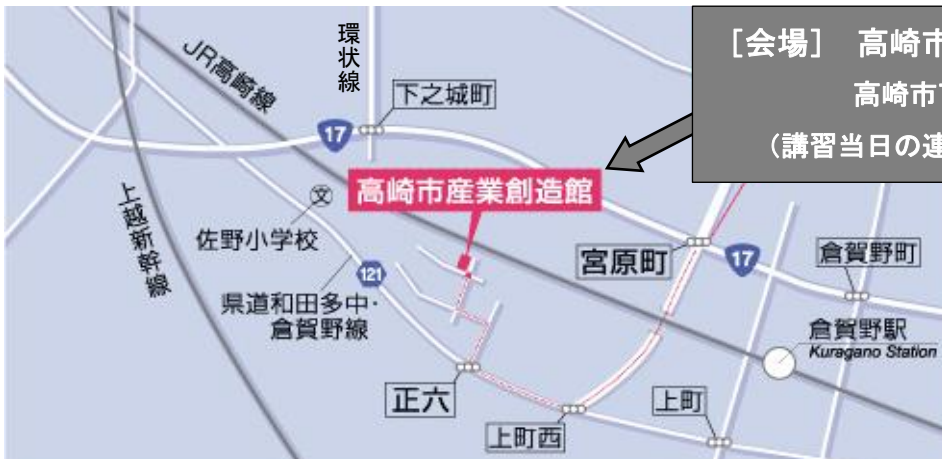 環状線
JR高崎線
下之城町
17
[会場] 高崎市
高崎市
(講習当日の連
高崎市産業創造館
上越新幹線
文
佐野小学校
121
県道和田多中・
倉賀野線
宮原町
17
倉賀野町
倉賀野駅
Kuragano Station
正六
上町西
上町